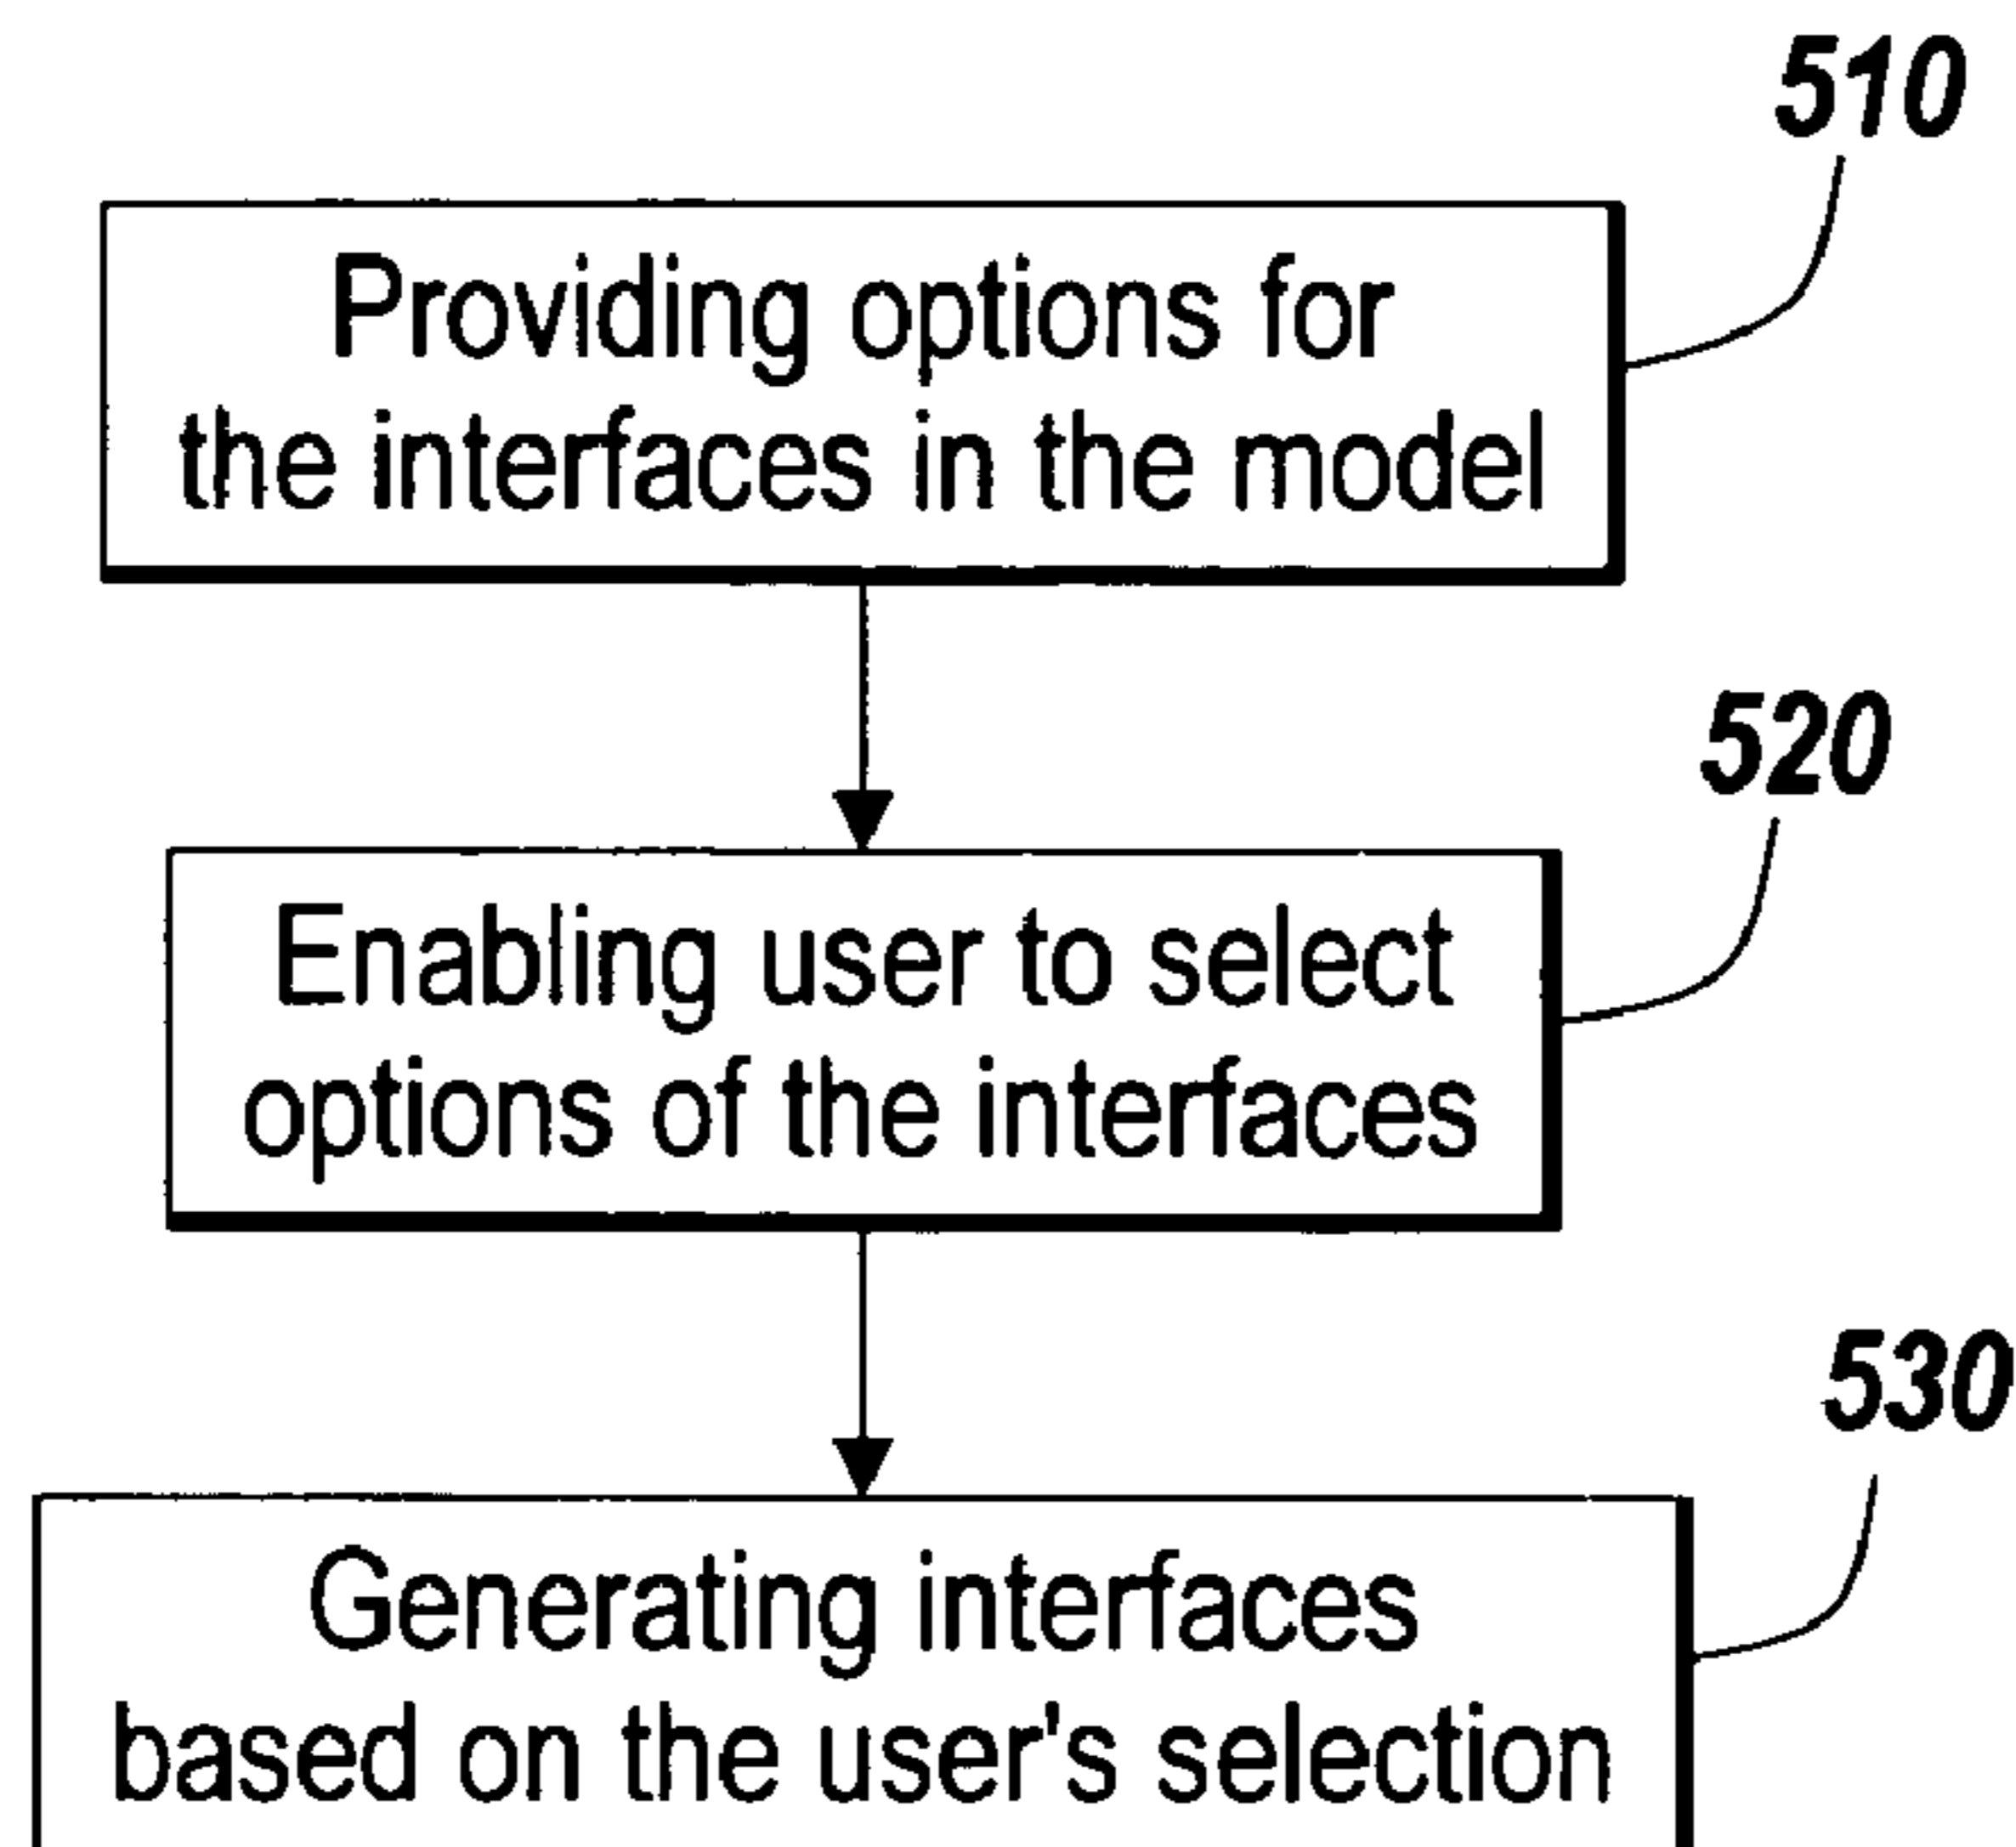 510
Providing options for
the interfaces in the model
520
Enabling user to select
options of the interfaces
530
Generating interfaces
based on the user's selection